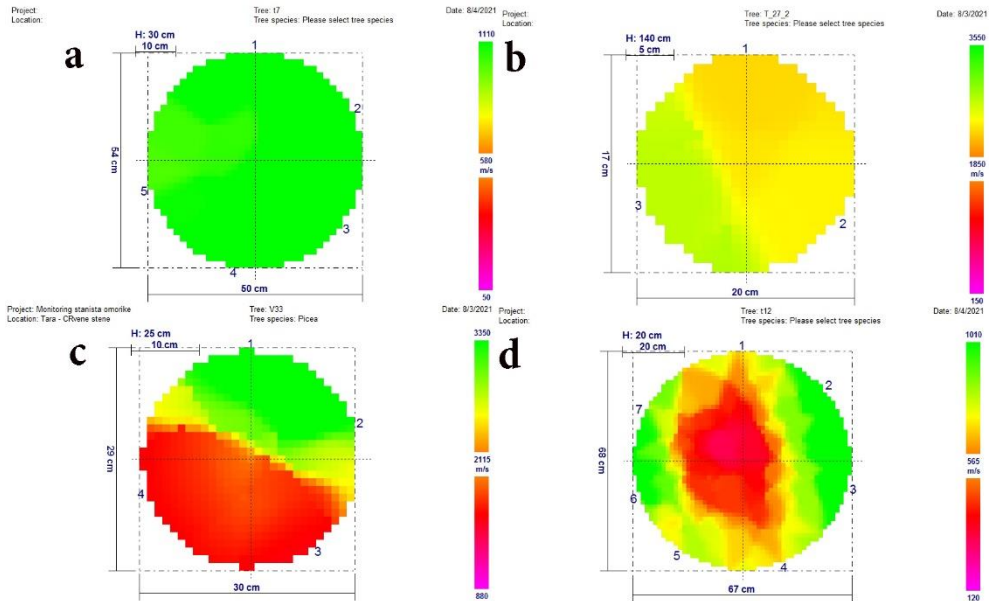 Project:
Location:
Tree: t7
Tree species: Please select tree species
Date: 8/4/2021
a
H: 30 cm
10 cm
1
2
3
4
5
54 cm
50 cm
1110
580
m/s
50
Project:
Location:
Tree: T_27_2
Tree species: Please select tree species
Date: 8/3/2021
b
H: 140 cm
5 cm
1
2
3
17 cm
20 cm
3550
1850
m/s
150
Project: Monitoring stanista omorike
Location: Tara - CRvene stene
Tree: V33
Tree species: Picea
Date: 8/3/2021
c
H: 25 cm
10 cm
1
2
3
4
29 cm
30 cm
3350
2115
m/s
880
Project:
Location:
Tree: t12
Tree species: Please select tree species
Date: 8/4/2021
d
H: 20 cm
20 cm
1
2
3
4
5
6
7
68 cm
67 cm
1010
565
m/s
120